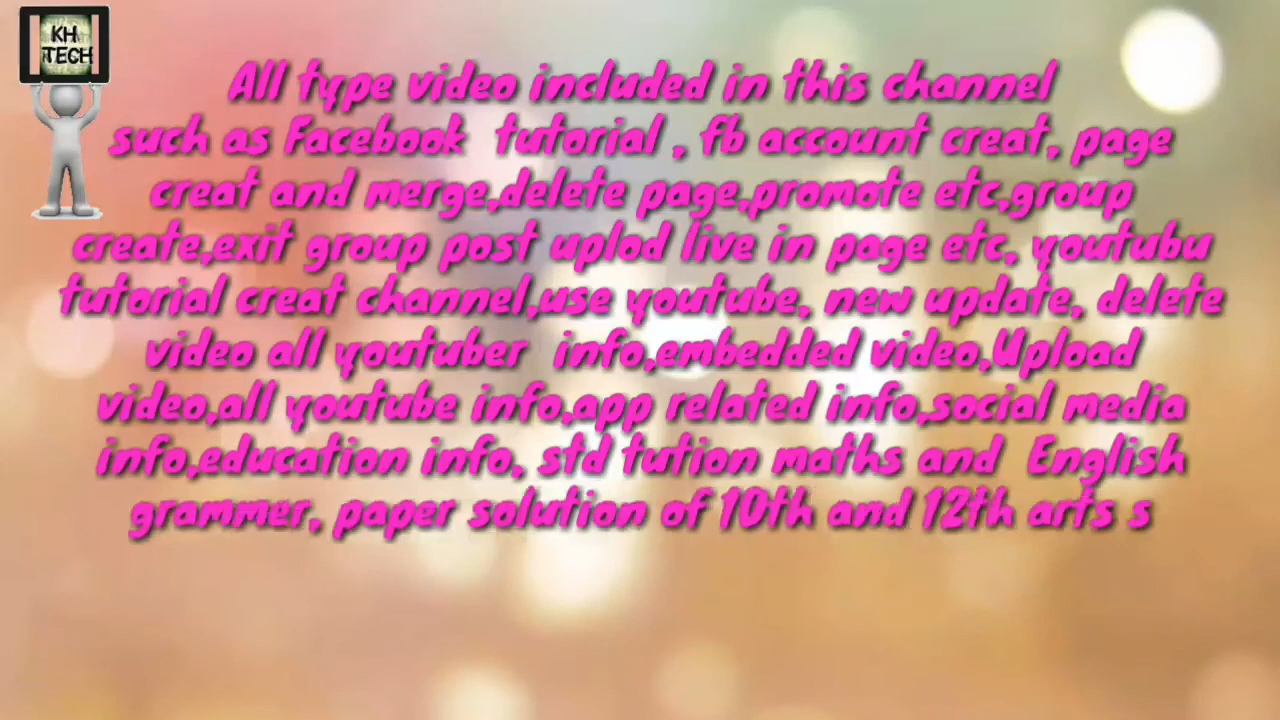 KH
TECH
All type video included in this channel
such as Facebook tutorial , fb account creat, page
creat and merge,delete page,promote etc,group
create,exit group post uplod live in page etc, youtubu
tutorial creat channel,use youtube, new update, delete
video all youtuber info,embedded video,Upload
video,all youtube info,app related info,social media
info,education info, std tution maths and English
grammer, paper solution of 10th and 12th arts s